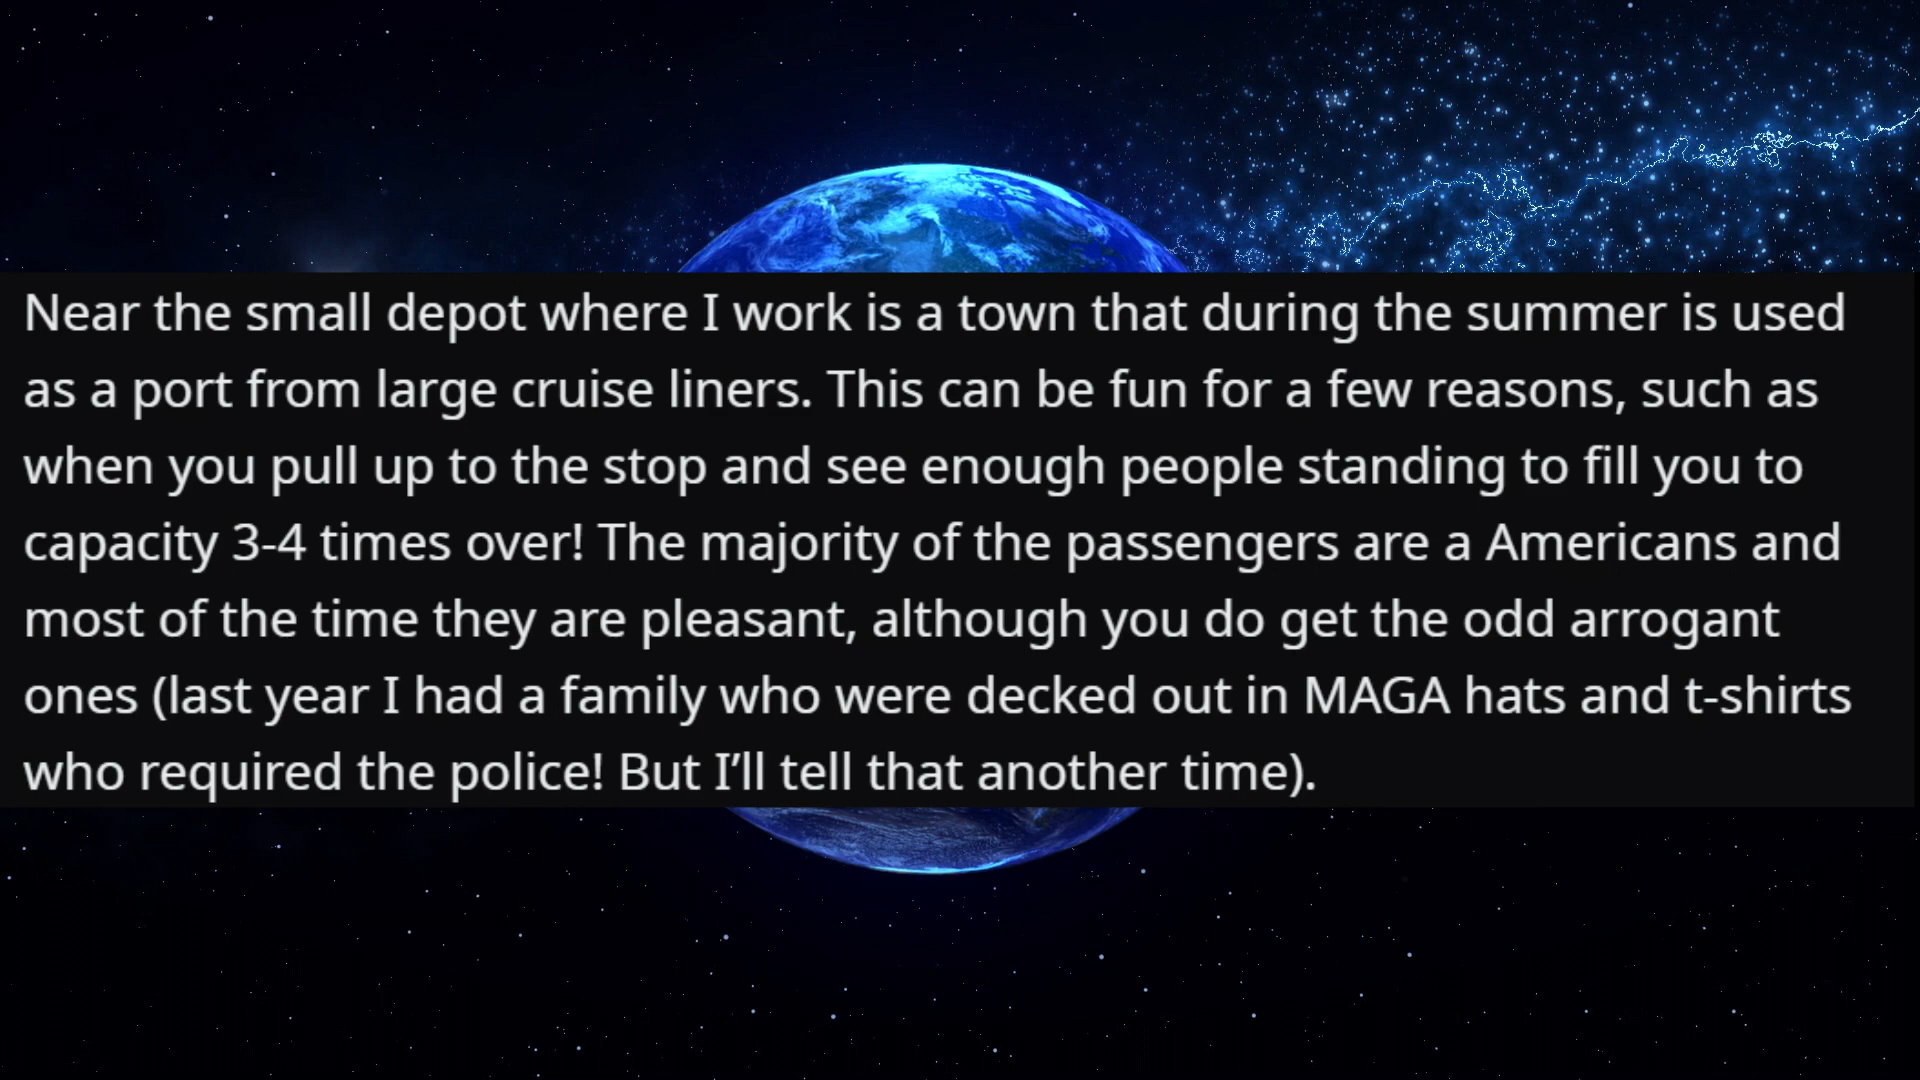 Near the small depot where I work is a town that during the summer is used
as a port from large cruise liners. This can be fun for a few reasons, such as
when you pull up to the stop and see enough people standing to fill you to
capacity 3-4 times over! The majority of the passengers are a Americans and
most of the time they are pleasant, although you do get the odd arrogant
ones (last year I had a family who were decked out in MAGA hats and t-shirts
who required the police! But I’ll tell that another time).